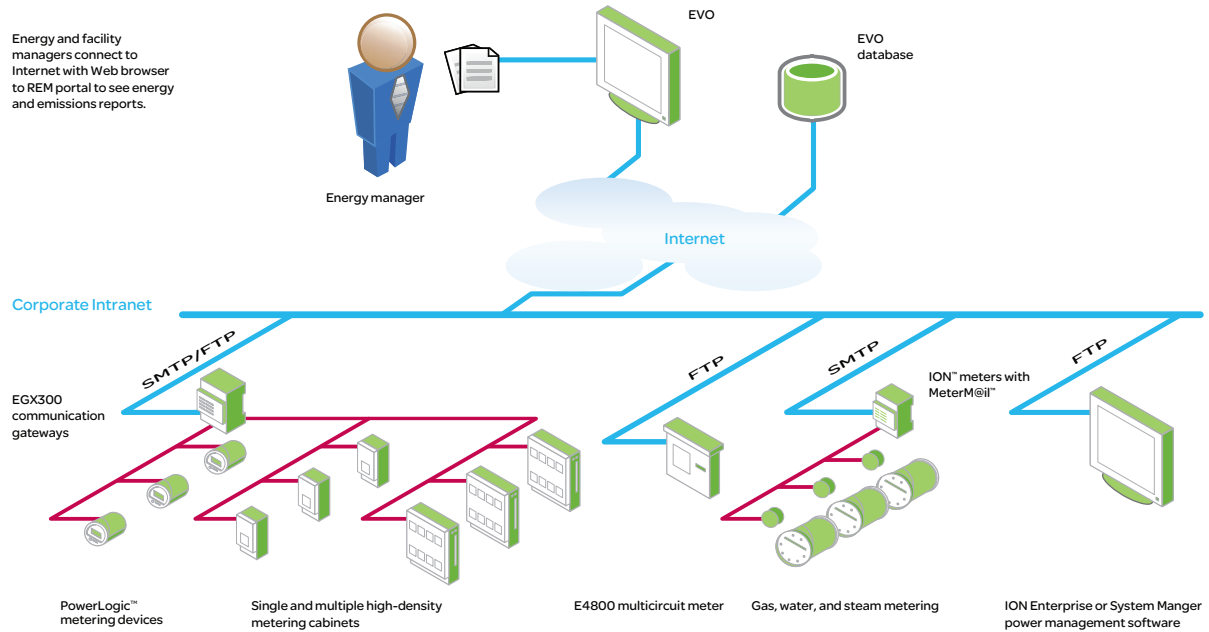 Energy and facility
managers connect to
Internet with Web browser
to REM portal to see energy
and emissions reports.
EVO
EVO
database
Energy manager
Internet
Corporate Intranet
SMTP/FTP
FTP
SMTP
FTP
EGX300
communication
gateways
ION™ meters with
MeterM@il™
PowerLogic™
metering devices
Single and multiple high-density
metering cabinets
E4800 multicircuit meter
Gas, water, and steam metering
ION Enterprise or System Manger
power management software